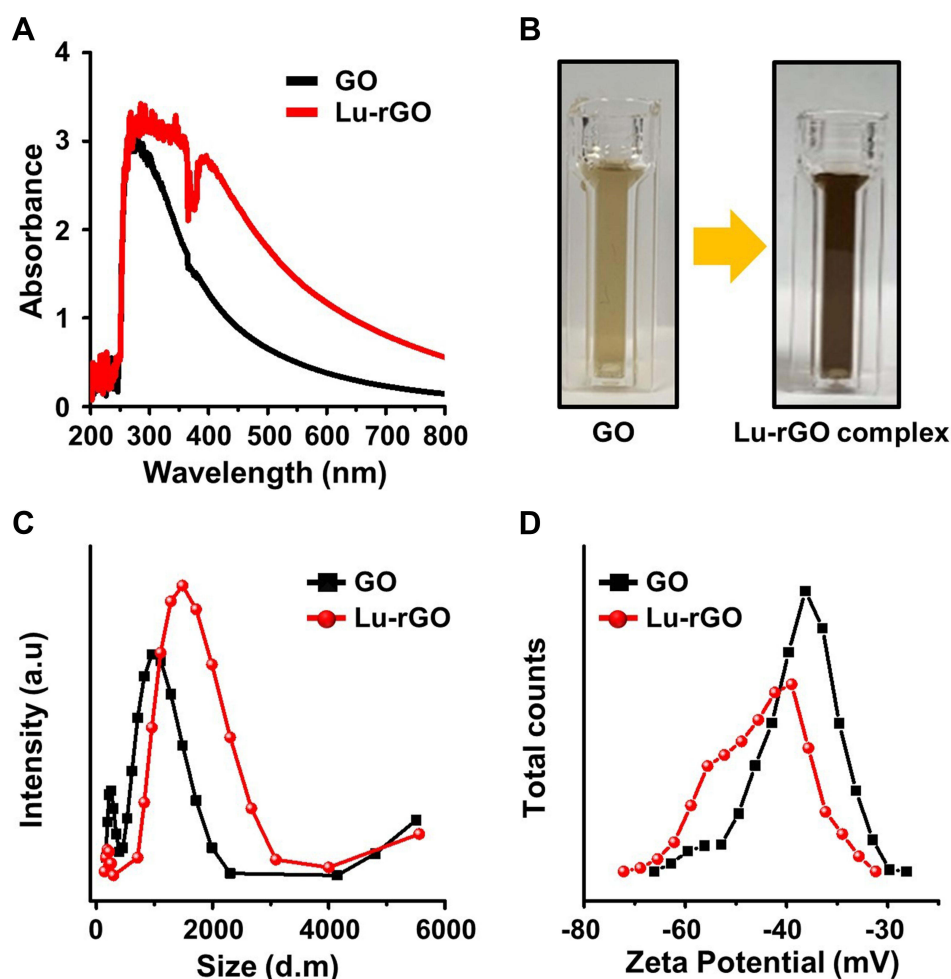 A
B
4
3
2
1
0
Absorbance
GO
Lu-rGO
200 300 400 500 600 700 800
Wavelength (nm)
GO
Lu-rGO complex
C
D
Intensity (a.u)
GO
Lu-rGO
0 2000 4000 6000
Size (d.m)
Total counts
GO
Lu-rGO
-80 -60 -40 -30
Zeta Potential (mV)